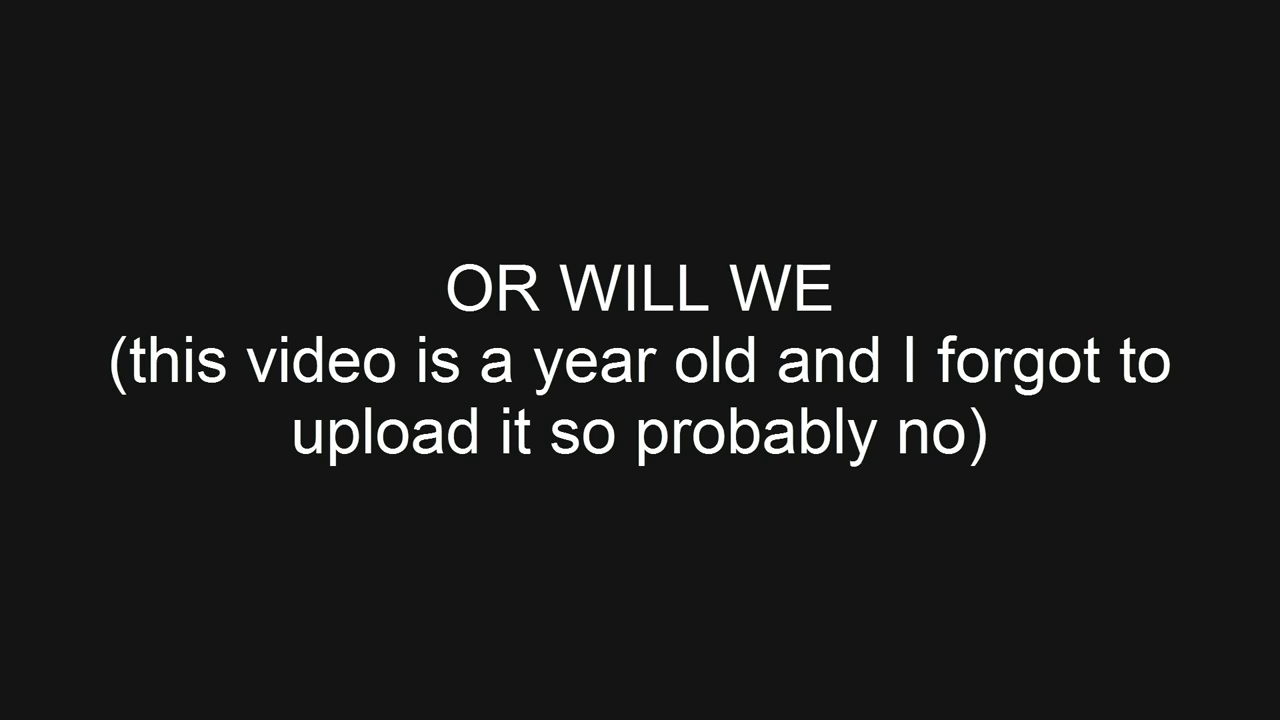 OR WILL WE
(this video is a year old and I forgot to
upload it so probably no)